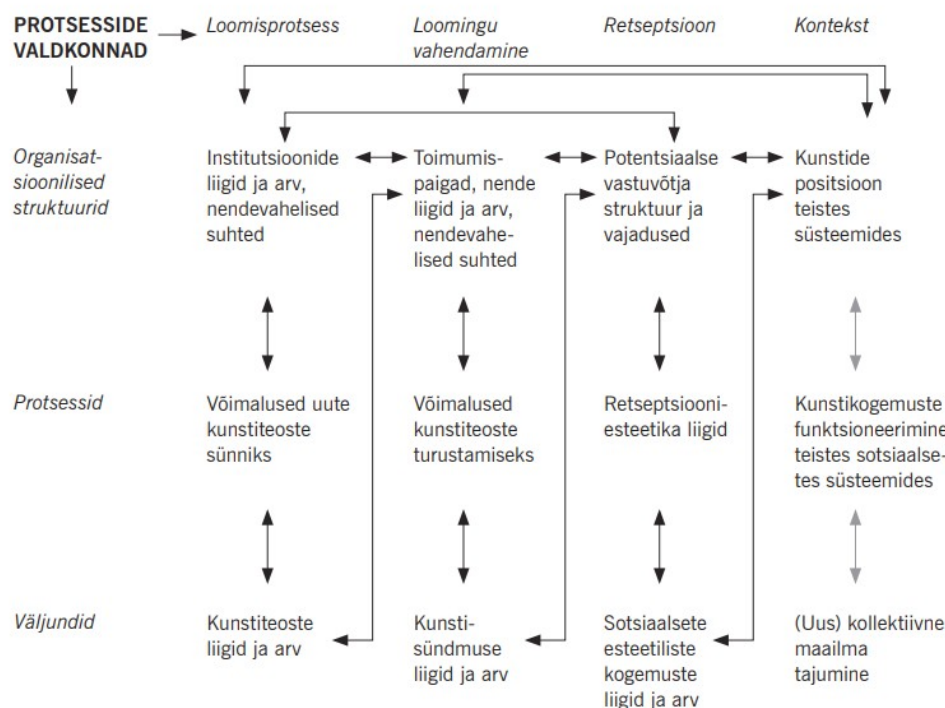 PROTSESSIDE
VALDKONNAD
Loomisprotsess
Loomingu
vahendamine
Retseptsioon
Kontekst
Organisat-
sioonilised
struktuurid
Institutsioonide
liigid ja arv,
nendevahelised
suhted
Toimumis-
paigad, nende
liigid ja arv,
nendevahe-
lised suhted
Potentsiaalse
vastuvõtja
struktuur ja
vajadused
Kunstide
positsioon
teistes
süsteemides
Protsessid
Võimalused uute
kunstiteoste
sünniks
Võimalused
kunstiteoste
turustamiseks
Retseptsiooni-
esteetika liigid
Kunstikogemuste
funktsioneerimine
teistes sotsiaalse-
tes süsteemides
Väljundid
Kunstiteoste
liigid ja arv
Kunsti-
sündmuse
liigid ja arv
Sotsiaalsete
esteetiliste
kogemuste
liigid ja arv
(Uus) kollektiivne
maailma
tajumine